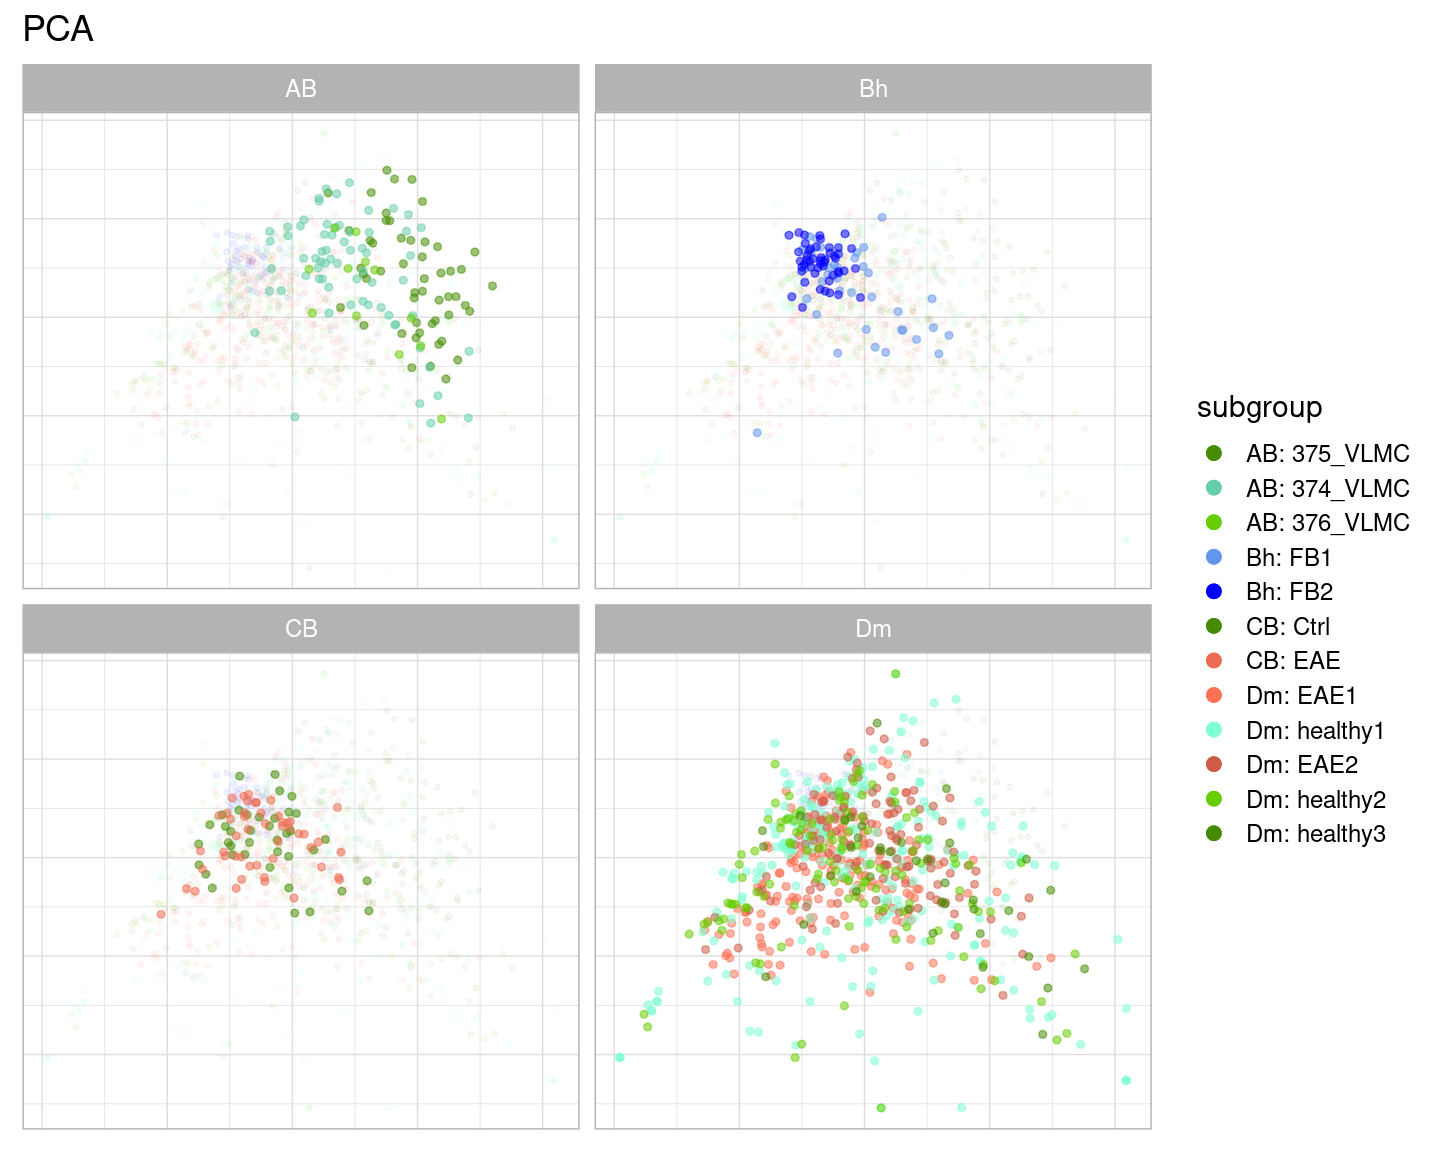 PCA
AB
Bh
CB
Dm
subgroup
AB: 375_VLMC
AB: 374_VLMC
AB: 376_VLMC
Bh: FB1
Bh: FB2
CB: Ctrl
CB: EAE
Dm: EAE1
Dm: healthy1
Dm: EAE2
Dm: healthy2
Dm: healthy3